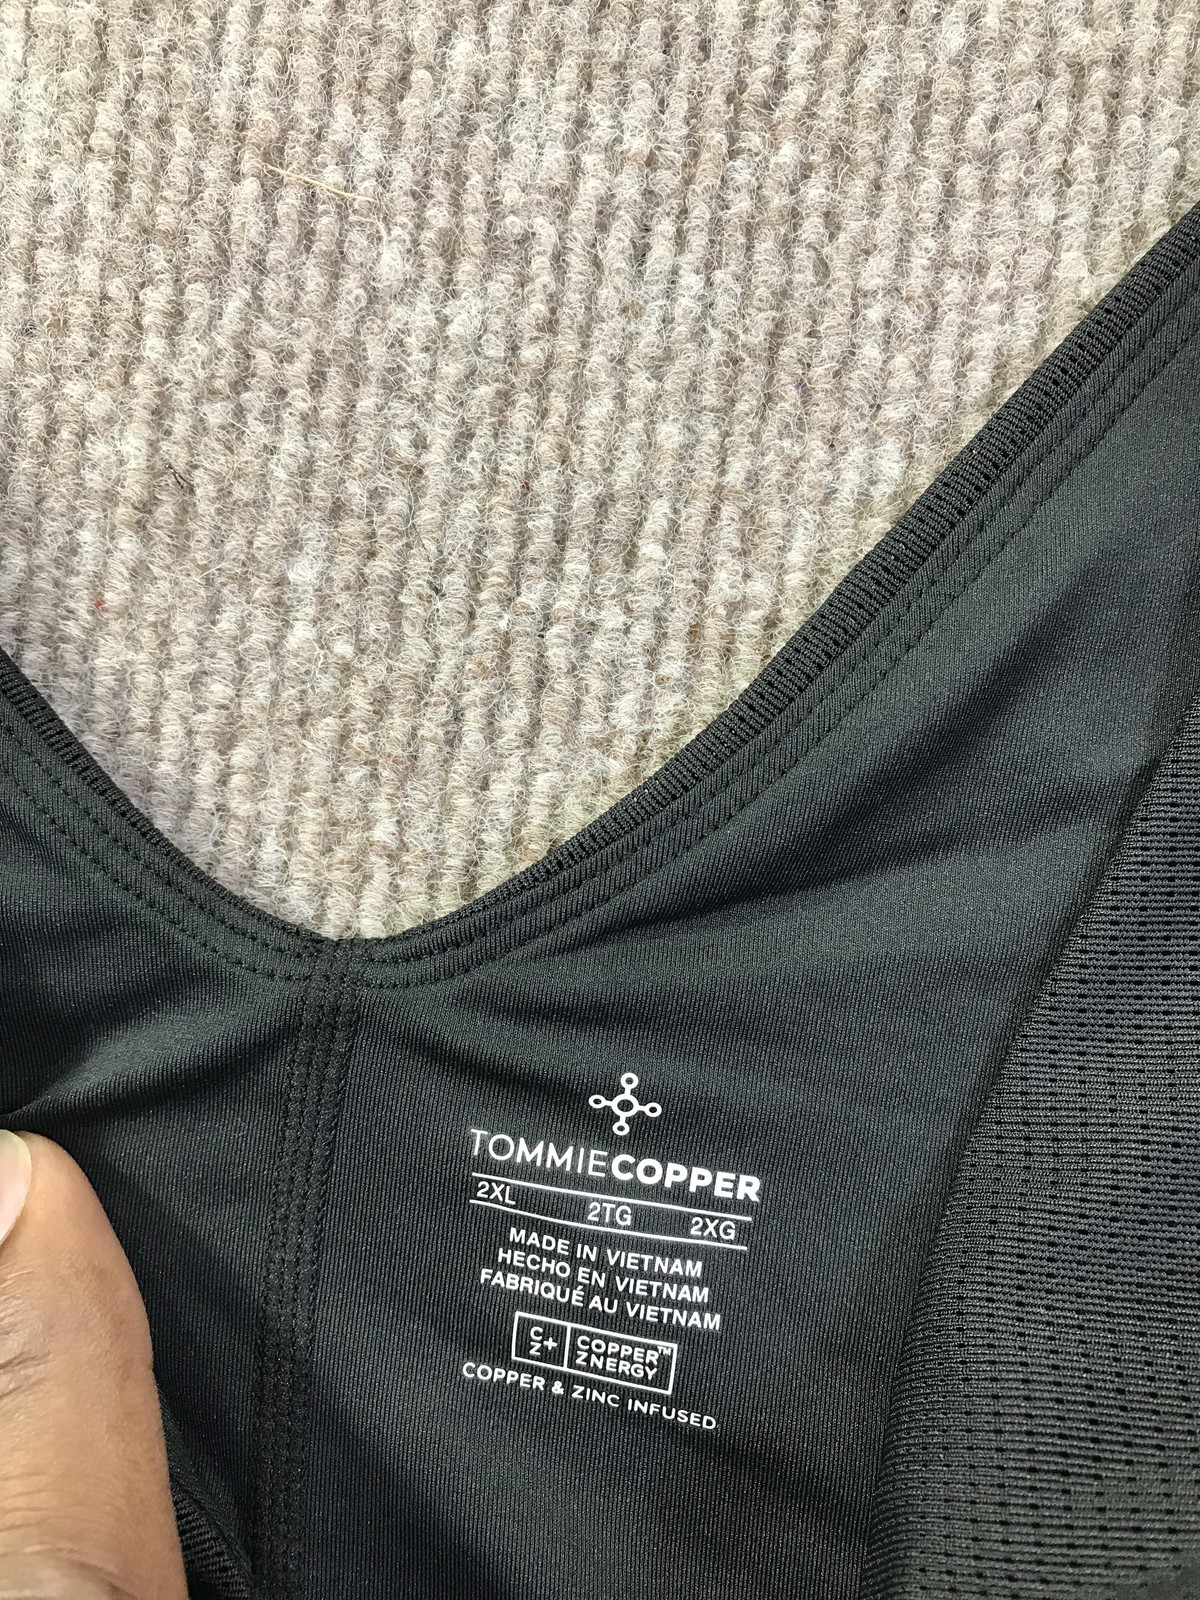 TOMMIECOPPER
2XL 2TG 2XG
MADE IN VIETNAM
HECHO EN VIETNAM
FABRIQUÉ AU VIETNAM
C
Z+
COPPER™
ZNERGY
COPPER & ZINC INFUSED